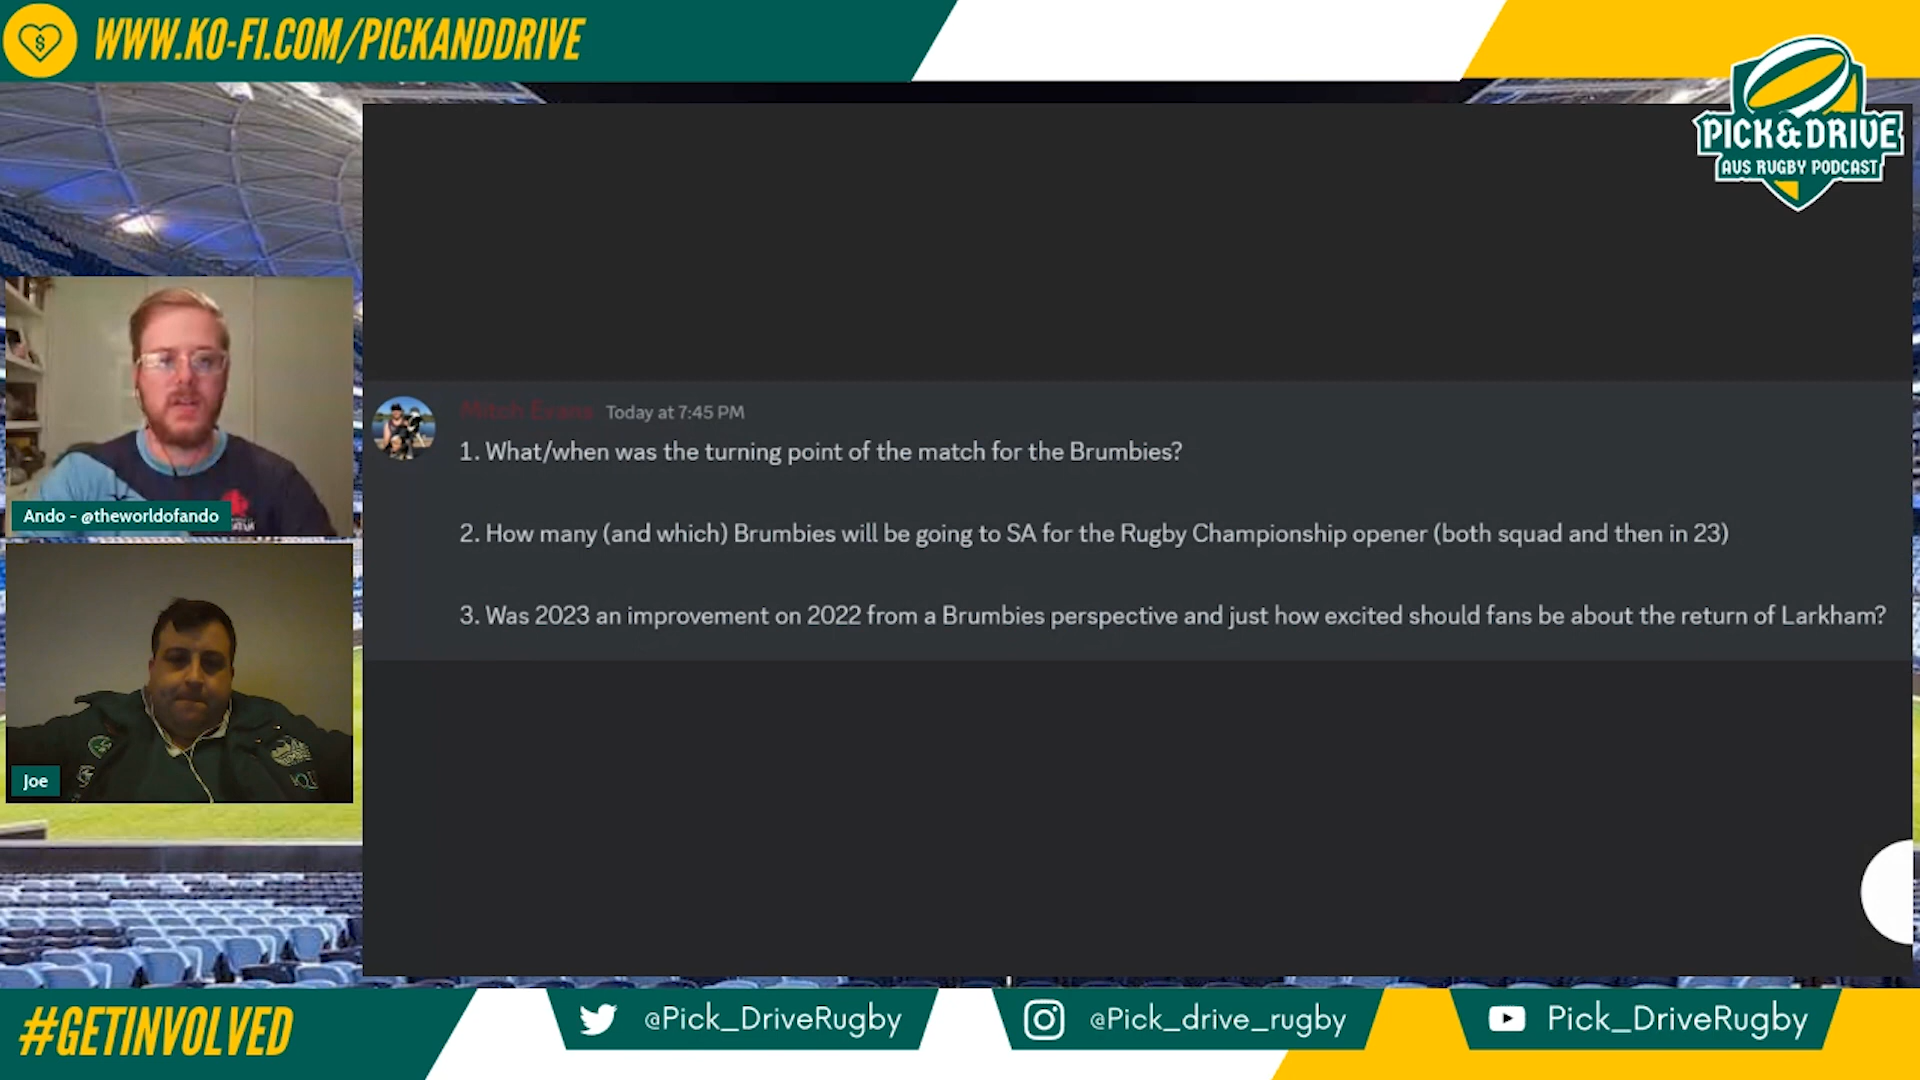 WWW.KO-FI.COM/PICKANDDRIVE
PICK&DRIVE
AUS RUGBY PODCAST
Mitch Evans Today at 7:45 PM
1. What/when was the turning point of the match for the Brumbies?
2. How many (and which) Brumbies will be going to SA for the Rugby Championship opener (both squad and then in 23)
3. Was 2023 an improvement on 2022 from a Brumbies perspective and just how excited should fans be about the return of Larkham?
Ando - @theworldofando
Joe
#GETINVOLVED
@Pick_DriveRugby
@Pick_drive_rugby
Pick_DriveRugby